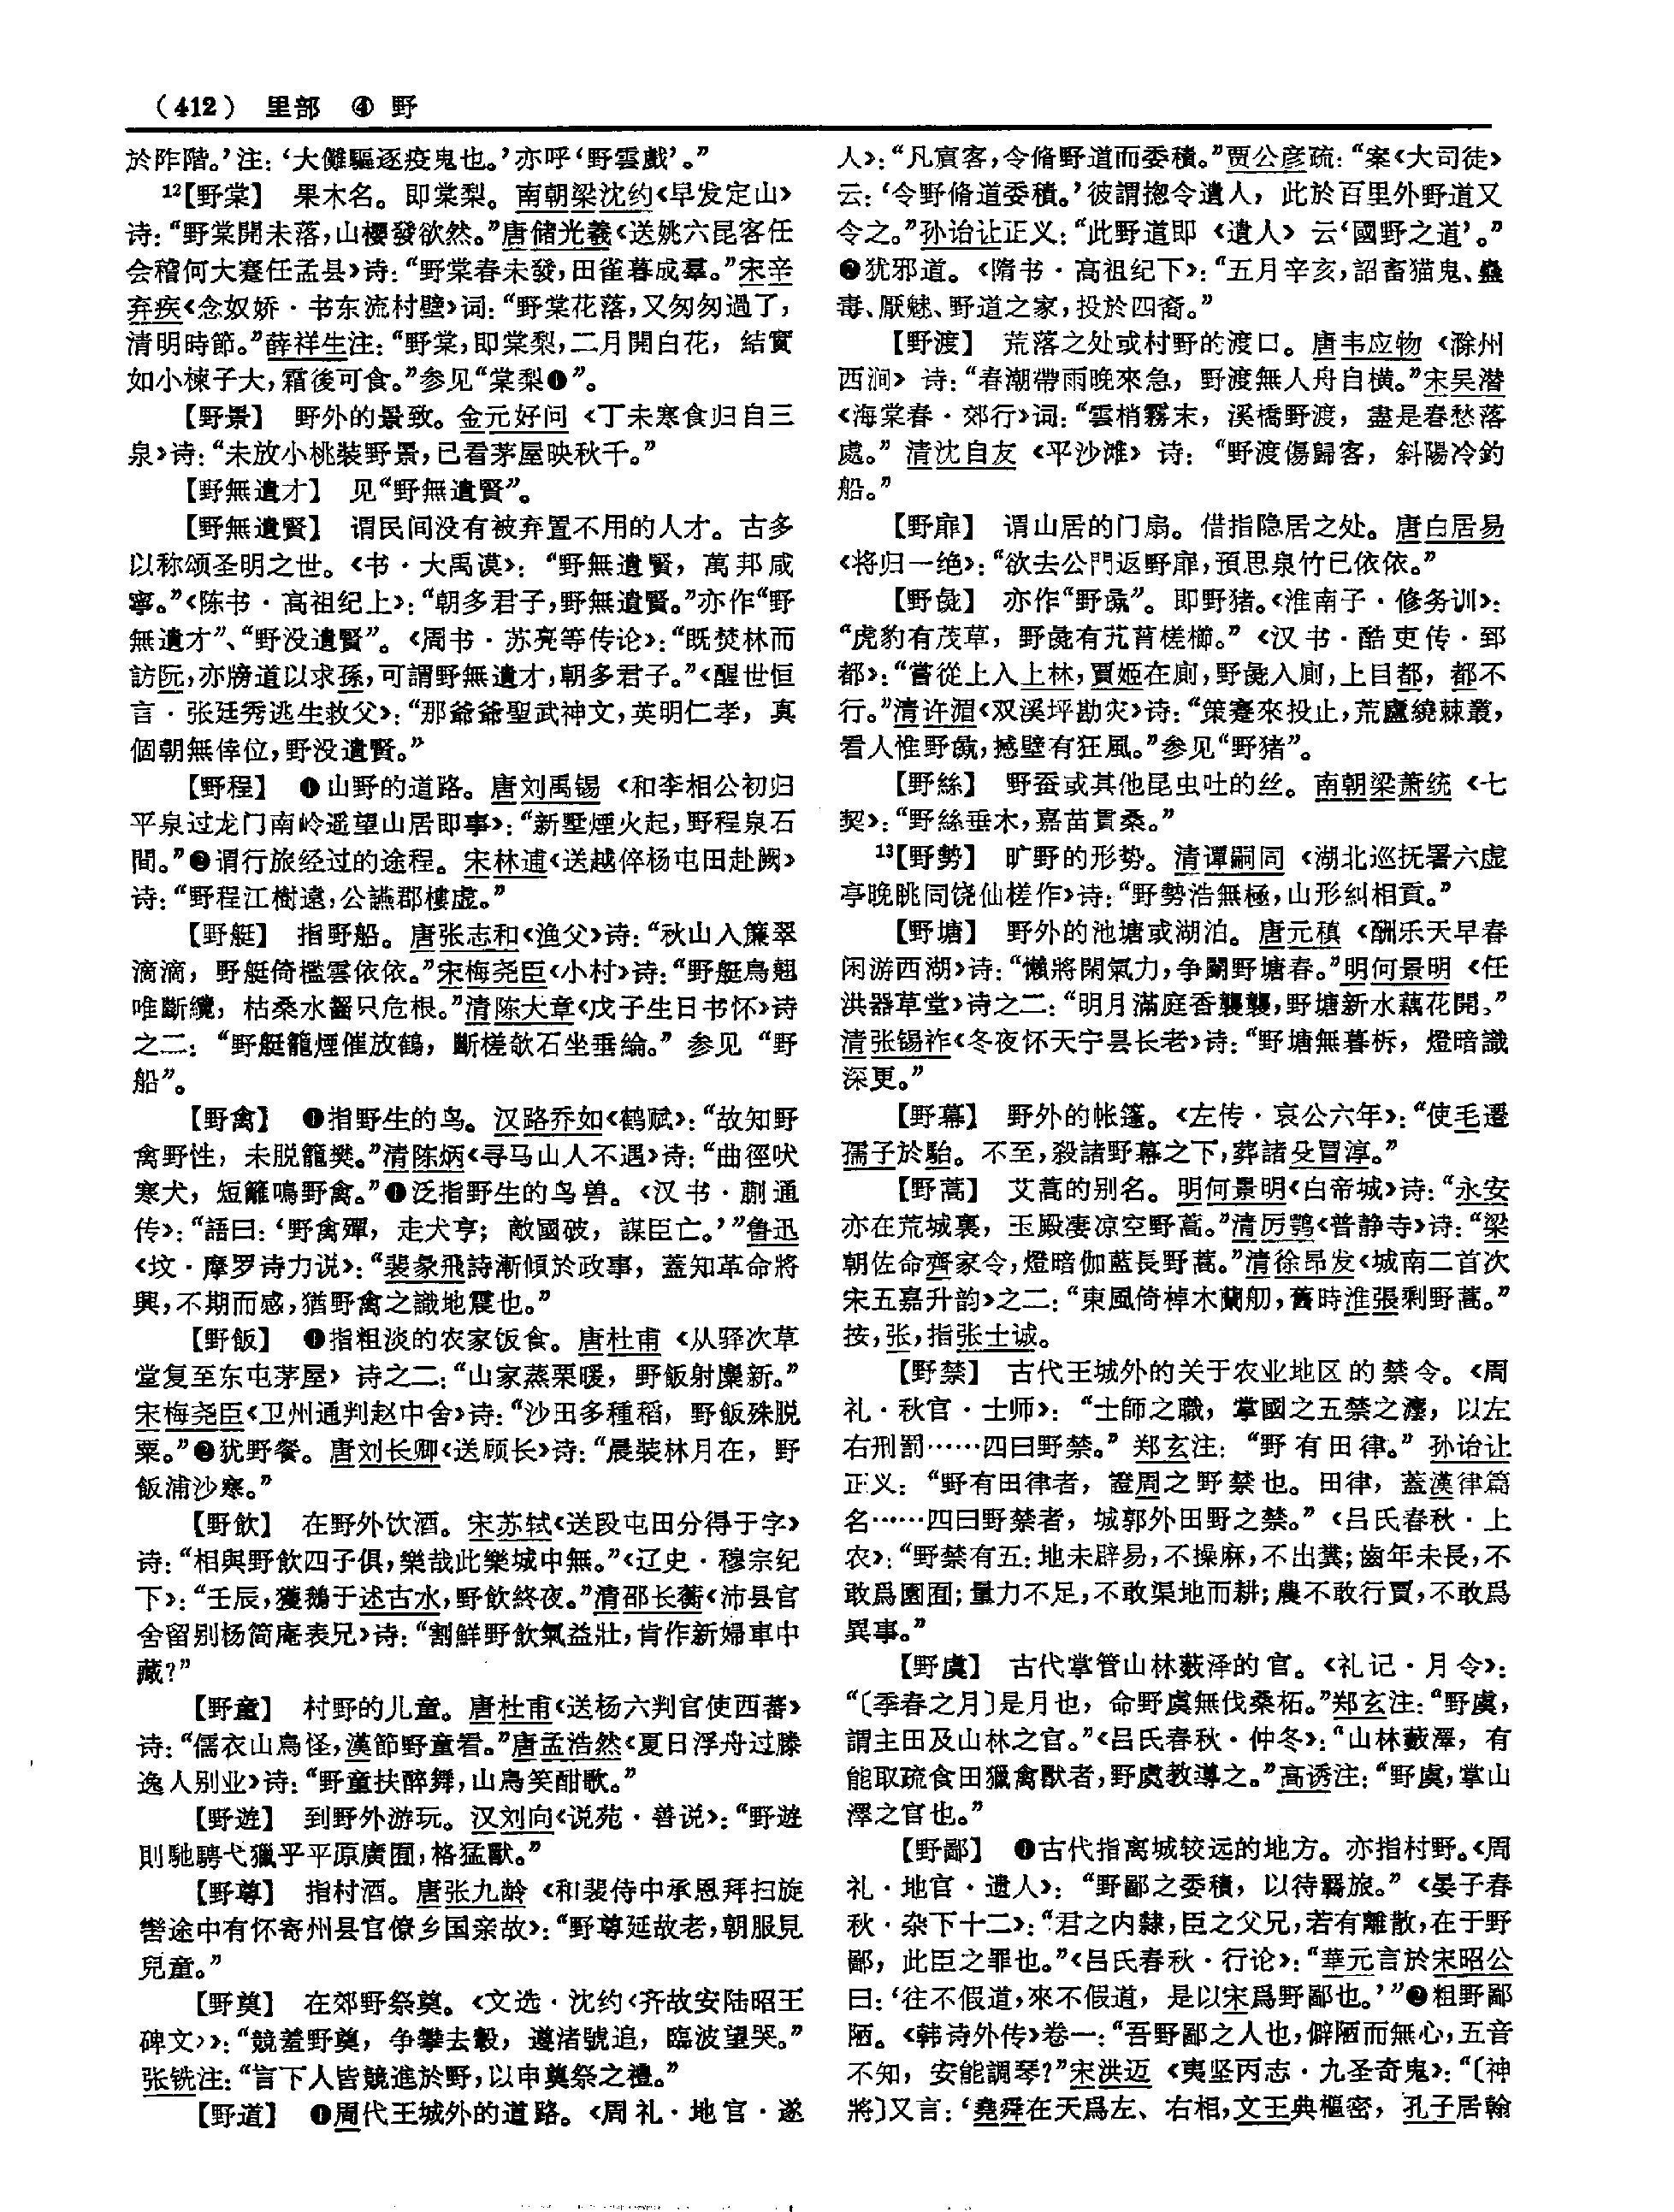 （412） 里部 ④ 野
於阼階。’注：‘大儺驅逐疫鬼也。’亦呼‘野雲戲’。”
12【野棠】 果木名。即棠梨。南朝梁沈约《早发定山》
诗：“野棠開未落，山櫻發欲然。”唐储光羲《送姚六昆客任
会稽何大蹇任孟县》诗：“野棠春未發，田雀暮成羣。”宋辛
弃疾《念奴娇·书东流村壁》词：“野棠花落，又匆匆過了，
清明時節。”薛祥生注：“野棠，即棠梨，二月開白花，結實
如小楝子大，霜後可食。”参见“棠梨❶”。
【野景】 野外的景致。金元好问《丁未寒食归自三
泉》诗：“未放小桃装野景，已看茅屋映秋千。”
【野無遺才】 见“野無遺賢”。
【野無遺賢】 谓民间没有被弃置不用的人才。古多
以称颂圣明之世。《书·大禹谟》：“野無遺賢，萬邦咸
寧。”《陈书·高祖纪上》：“朝多君子，野無遺賢。”亦作“野
無遺才”、“野没遺賢”。《周书·苏亮等传论》：“既焚林而
訪阮，亦牓道以求孫，可謂野無遺才，朝多君子。”《醒世恒
言·张廷秀逃生救父》：“那爺爺聖武神文，英明仁孝，真
個朝無倖位，野没遺賢。”
【野程】 ❶山野的道路。唐刘禹锡《和李相公初归
平泉过龙门南岭遥望山居即事》：“新墅煙火起，野程泉石
間。”❷谓行旅经过的途程。宋林逋《送越倅杨屯田赴阙》
诗：“野程江樹遠，公讌郡樓虚。”
【野艇】 指野船。唐张志和《渔父》诗：“秋山入簾翠
滴滴，野艇倚檻雲依依。”宋梅尧臣《小村》诗：“野艇鳥翹
唯斷纜，枯桑水齧只危根。”清陈大章《戊子生日书怀》诗
之二：“野艇籠煙催放鶴，斷槎欹石坐垂綸。”参见“野
船”。
【野禽】 ❶指野生的鸟。汉路乔如《鹤赋》：“故知野
禽野性，未脱籠樊。”清陈炳《寻马山人不遇》诗：“曲徑吠
寒犬，短籬鳴野禽。”❶泛指野生的鸟兽。《汉书·蒯通
传》：“語曰：‘野禽殫，走犬亨；敵國破，謀臣亡。’”鲁迅
《坟·摩罗诗力说》：“裴彖飛詩漸傾於政事，蓋知革命將
興，不期而感，猶野禽之識地震也。”
【野飯】 ❶指粗淡的农家饭食。唐杜甫《从驿次草
堂复至东屯茅屋》诗之二：“山家蒸栗暖，野飯射麋新。”
宋梅尧臣《卫州通判赵中舍》诗：“沙田多種稻，野飯殊脱
粟。”❷犹野餐。唐刘长卿《送顾长》诗：“晨裝林月在，野
飯浦沙寒。”
【野飲】 在野外饮酒。宋苏轼《送段屯田分得于字》
诗：“相與野飲四子俱，樂哉此樂城中無。”《辽史·穆宗纪
下》：“壬辰，獲鵝于述古水，野飲終夜。”清邵长蘅《沛县官
舍留别杨简庵表兄》诗：“割鮮野飲氣益壯，肯作新婦車中
藏？”
【野童】 村野的儿童。唐杜甫《送杨六判官使西蕃》
诗：“儒衣山鳥怪，漢節野童看。”唐孟浩然《夏日浮舟过滕
逸人别业》诗：“野童扶醉舞，山鳥笑酣歌。”
【野遊】 到野外游玩。汉刘向《说苑·善说》：“野遊
則馳騁弋獵乎平原廣囿，格猛獸。”
【野尊】 指村酒。唐张九龄《和裴侍中承恩拜扫旋
辔途中有怀寄州县官僚乡国亲故》：“野尊延故老，朝服見
兒童。”
【野奠】 在郊野祭奠。《文选·沈约〈齐故安陆昭王
碑文〉》：“競羞野奠，争攀去轂，遵渚號追，臨波望哭。”
张铣注：“言下人皆競進於野，以申奠祭之禮。”
【野道】 ❶周代王城外的道路。《周礼·地官·遂
人》：“凡賓客，令脩野道而委積。”贾公彦疏：“案《大司徒》
云：‘令野脩道委積。’彼謂揔令遺人，此於百里外野道又
令之。”孙诒让正义：“此野道即《遺人》云‘國野之道’。”
❷犹邪道。《隋书·高祖纪下》：“五月辛亥，詔畜猫鬼、蠱
毒、厭魅、野道之家，投於四裔。”
【野渡】 荒落之处或村野的渡口。唐韦应物《滁州
西涧》诗：“春潮帶雨晚來急，野渡無人舟自横。”宋吴潜
《海棠春·郊行》词：“雲梢霧末，溪橋野渡，盡是春愁落
處。”清沈自友《平沙滩》诗：“野渡傷歸客，斜陽冷釣
船。”
【野扉】 谓山居的门扇。借指隐居之处。唐白居易
《将归一绝》：“欲去公門返野扉，預思泉竹已依依。”
【野彘】 亦作“野豙”。即野猪。《淮南子·修务训》：
“虎豹有茂草，野彘有艽莦槎櫛。”《汉书·酷吏传·郅
都》：“嘗從上入上林，賈姬在廁，野彘入廁，上目都，都不
行。”清许湄《双溪坪勘灾》诗：“策蹇來投止，荒廬繞棘叢，
看人惟野彘，撼壁有狂風。”参见“野猪”。
【野絲】 野蚕或其他昆虫吐的丝。南朝梁萧统《七
契》：“野絲垂木，嘉苗貫桑。”
13【野勢】 旷野的形势。清谭嗣同《湖北巡抚署六虚
亭晚眺同饶仙槎作》诗：“野勢浩無極，山形糾相貢。”
【野塘】 野外的池塘或湖泊。唐元稹《酬乐天早春
闲游西湖》诗：“懶將閑氣力，争鬭野塘春。”明何景明《任
洪器草堂》诗之二：“明月滿庭香襲襲，野塘新水藕花開。”
清张锡祚《冬夜怀天宁昙长老》诗：“野塘無暮柝，燈暗識
深更。”
【野幕】 野外的帐篷。《左传·哀公六年》：“使毛遷
孺子於駘。不至，殺諸野幕之下，葬諸殳冒淳。”
【野蒿】 艾蒿的别名。明何景明《白帝城》诗：“永安
亦在荒城裏，玉殿凄凉空野蒿。”清厉鹗《普静寺》诗：“梁
朝佐命齊家令，燈暗伽藍長野蒿。”清徐昂发《城南二首次
宋五嘉升韵》之二：“東風倚棹木蘭舠，舊時淮張剩野蒿。”
按，张，指张士诚。
【野禁】 古代王城外的关于农业地区的禁令。《周
礼·秋官·士师》：“士師之職，掌國之五禁之灋，以左
右刑罰……四曰野禁。”郑玄注：“野有田律。”孙诒让
正义：“野有田律者，證周之野禁也。田律，蓋漢律篇
名……四曰野禁者，城郭外田野之禁。”《吕氏春秋·上
农》：“野禁有五：地未辟易，不操麻，不出糞；齒年未長，不
敢爲園囿；量力不足，不敢渠地而耕；農不敢行賈，不敢爲
異事。”
【野虞】 古代掌管山林薮泽的官。《礼记·月令》：
“〔季春之月〕是月也，命野虞無伐桑柘。”郑玄注：“野虞，
謂主田及山林之官。”《吕氏春秋·仲冬》：“山林藪澤，有
能取疏食田獵禽獸者，野虞教導之。”高诱注：“野虞，掌山
澤之官也。”
【野鄙】 ❶古代指离城较远的地方。亦指村野。《周
礼·地官·遗人》：“野鄙之委積，以待羇旅。”《晏子春
秋·杂下十二》：“君之内隸，臣之父兄，若有離散，在于野
鄙，此臣之罪也。”《吕氏春秋·行论》：“華元言於宋昭公
曰：‘往不假道，來不假道，是以宋爲野鄙也。’”❷粗野鄙
陋。《韩诗外传》卷一：“吾野鄙之人也，僻陋而無心，五音
不知，安能調琴？”宋洪迈《夷坚丙志·九圣奇鬼》：“〔神
將〕又言：‘堯舜在天爲左、右相，文王典樞密，孔子居翰